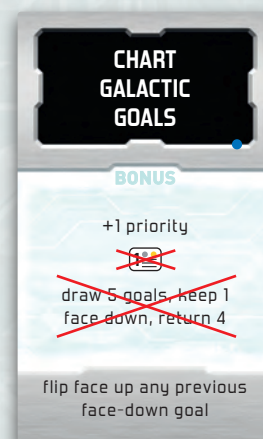 CHART
GALACTIC
GOALS
BONUS
+1 priority
1
draw 5 goals, keep 1
face down, return 4
flip face up any previous
face-down goal